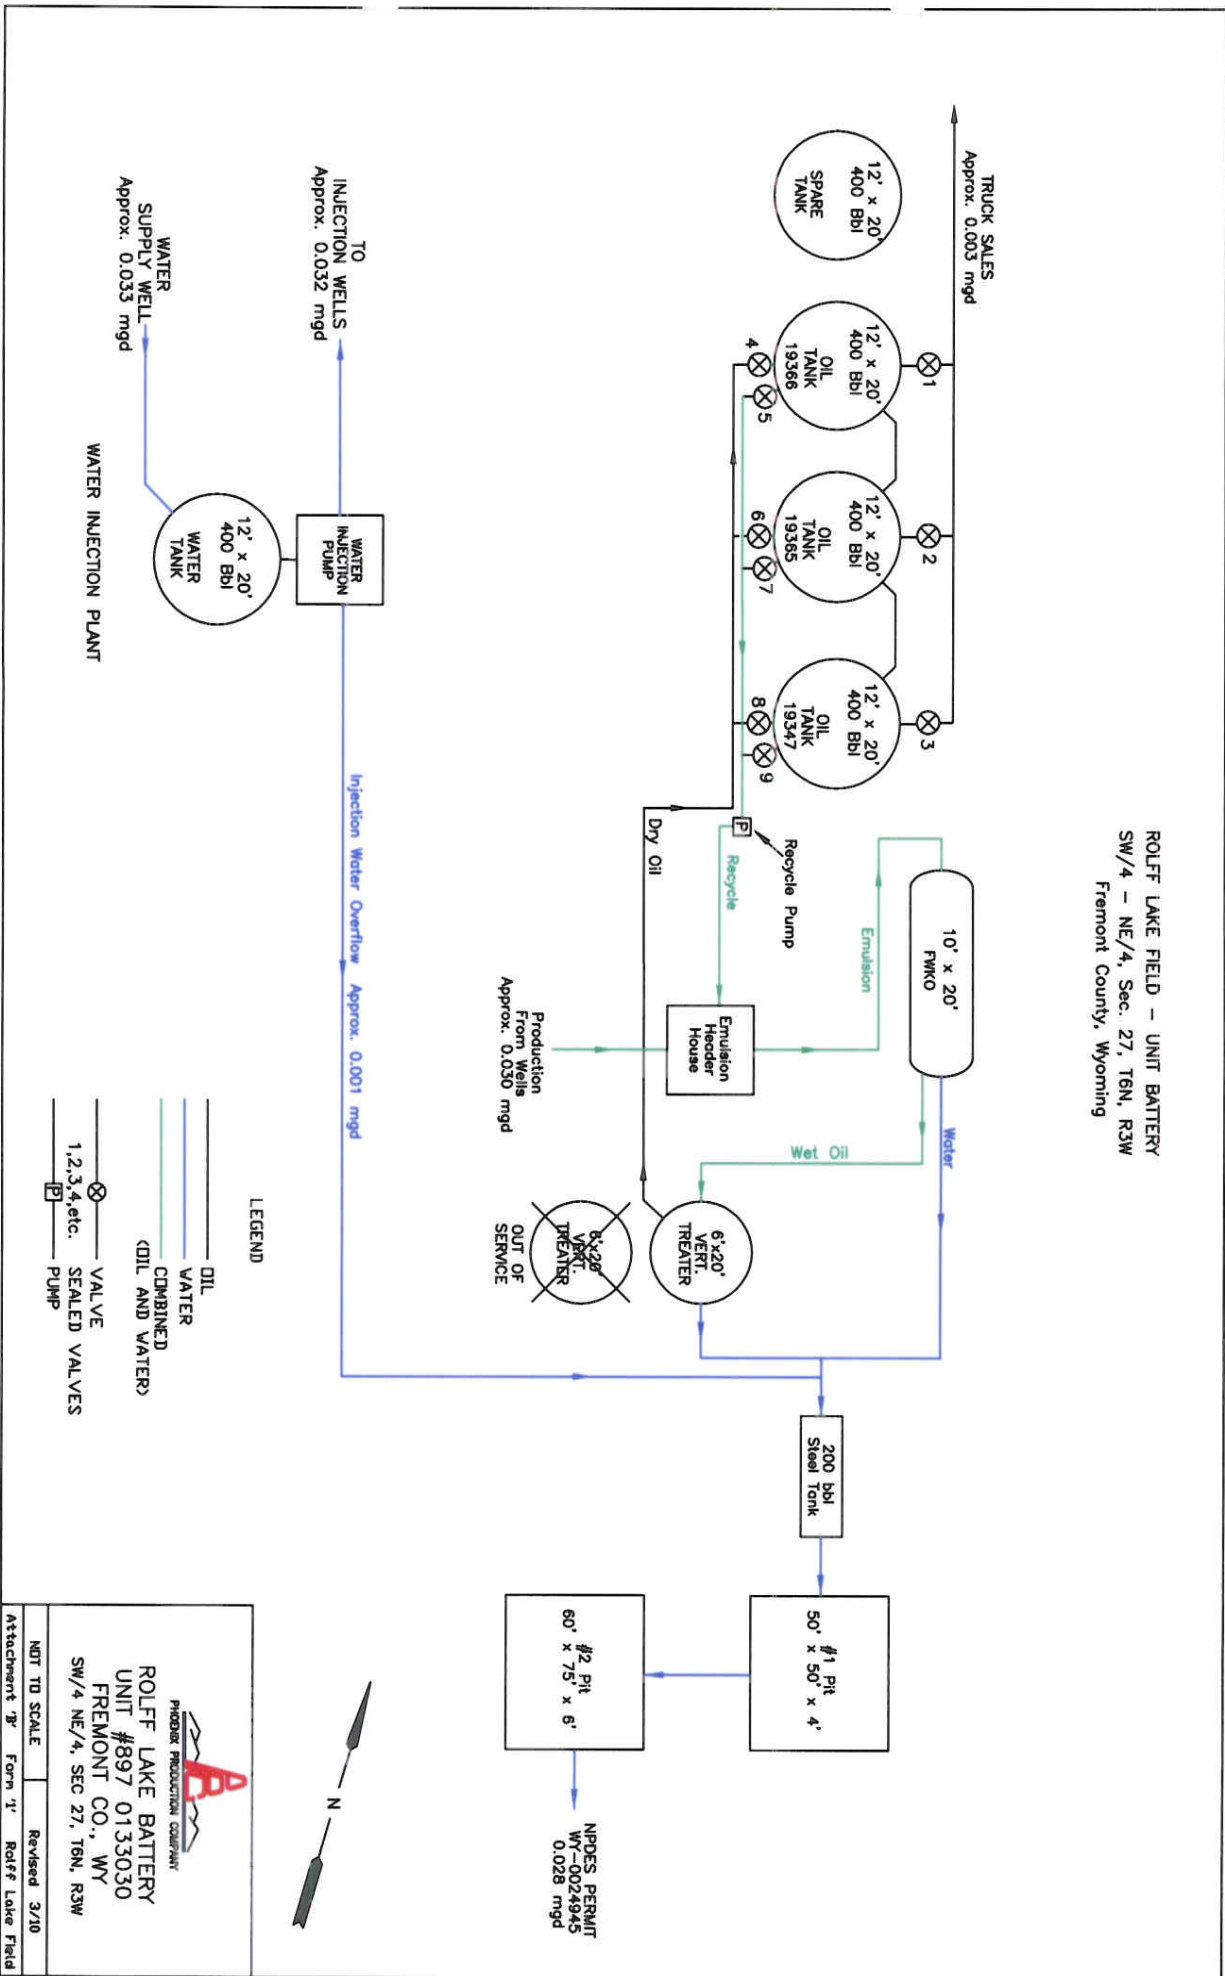 ROLFF LAKE FIELD - UNIT BATTERY
SW/4 - NE/4, Sec. 27, T6N, R3W
Fremont County, Wyoming
TRUCK SALES
Approx. 0.003 mgd
12' x 20'
400 Bbl
SPARE
TANK
12' x 20'
400 Bbl
OIL
TANK
19366
12' x 20'
400 Bbl
OIL
TANK
19365
12' x 20'
400 Bbl
OIL
TANK
19347
1
2
3
4
5
6
7
8
9
P
Recycle Pump
Recycle
Dry Oil
Emulsion
10' x 20'
FWKO
Water
Wet Oil
Emulsion
Header
House
Production
From Wells
Approx. 0.030 mgd
6'x20'
VERT.
TREATER
6'x20'
VERT.
TREATER
OUT OF
SERVICE
200 bbl
Steel Tank
#1 Pit
50' x 50' x 4'
#2 Pit
60' x 75' x 6'
NPDES PERMIT
WY-0024945
0.028 mgd
TO
INJECTION WELLS
Approx. 0.032 mgd
WATER
SUPPLY WELL
Approx. 0.033 mgd
WATER
INJECTION
PUMP
12' x 20'
400 Bbl
WATER
TANK
WATER INJECTION PLANT
Injection Water Overflow Approx. 0.001 mgd
LEGEND
OIL
WATER
COMBINED
(OIL AND WATER)
VALVE
1,2,3,4,etc. SEALED VALVES
P PUMP
N
PHOENIX PRODUCTION COMPANY
ROLFF LAKE BATTERY
UNIT #897 0133030
FREMONT CO., WY
SW/4 NE/4, SEC 27, T6N, R3W
NOT TO SCALE
Revised 3/10
Attachment 'B' Form '1' Rolff Lake Field